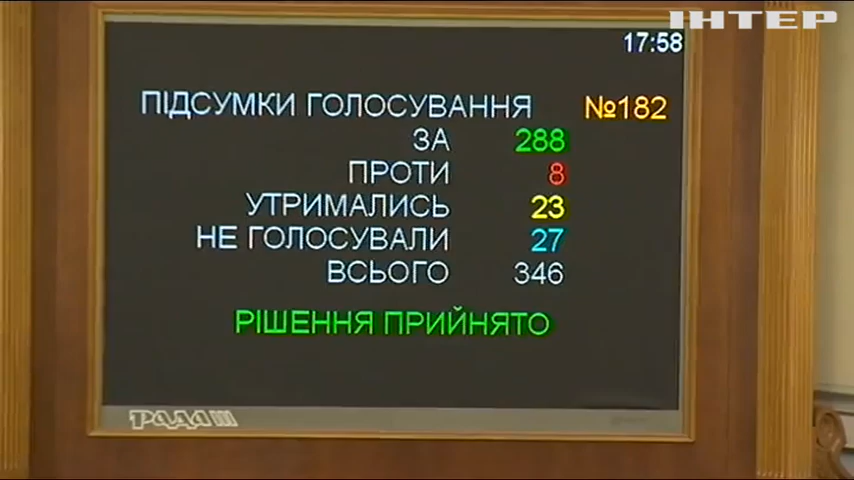 ІНТЕР
17:58
ПІДСУМКИ ГОЛОСУВАННЯ №182
ЗА 288
ПРОТИ 8
УТРИМАЛИСЬ 23
НЕ ГОЛОСУВАЛИ 27
ВСЬОГО 346
РІШЕННЯ ПРИЙНЯТО
РАДА